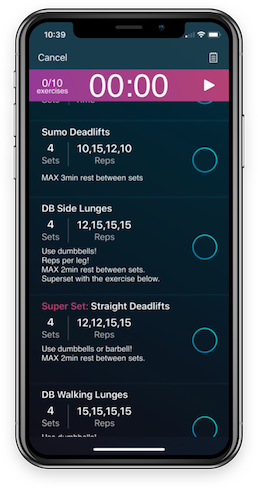 10:39
Cancel
0/10
exercises
00:00
Sets Time
Sumo Deadlifts
4 10,15,12,10
Sets Reps
MAX 3min rest between sets
DB Side Lunges
4 12,15,15,15
Sets Reps
Use dumbbells!
Reps per leg!
MAX 2min rest between sets.
Superset with the exercise below.
Super Set: Straight Deadlifts
4 12,12,15,15
Sets Reps
Use dumbbells or barbell!
MAX 2min rest between sets.
DB Walking Lunges
4 15,15,15,15
Sets Reps
Use dumbbells!